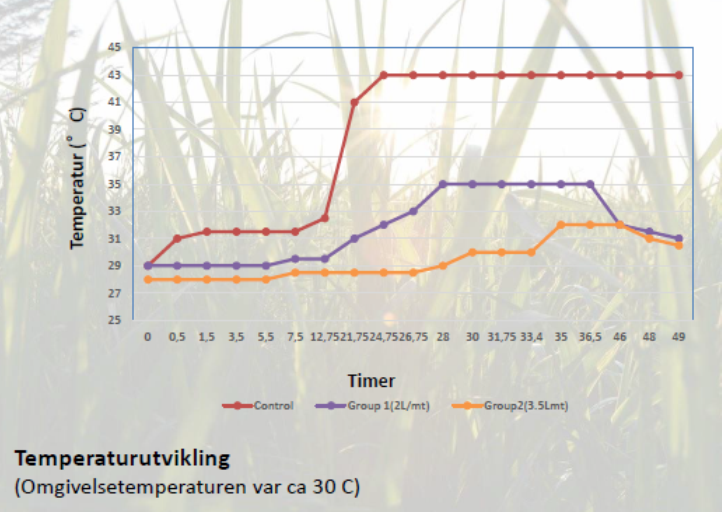 45
43
41
39
37
35
33
31
29
27
25
Temperatur (° C)
0 0,5 1,5 3,5 5,5 7,5 12,75 21,75 24,75 26,75 28 30 31,75 33,4 35 36,5 46 48 49
Timer
Control Group 1(2L/mt) Group2(3.5Lmt)
Temperaturutvikling
(Omgivelsetemperaturen var ca 30 C)